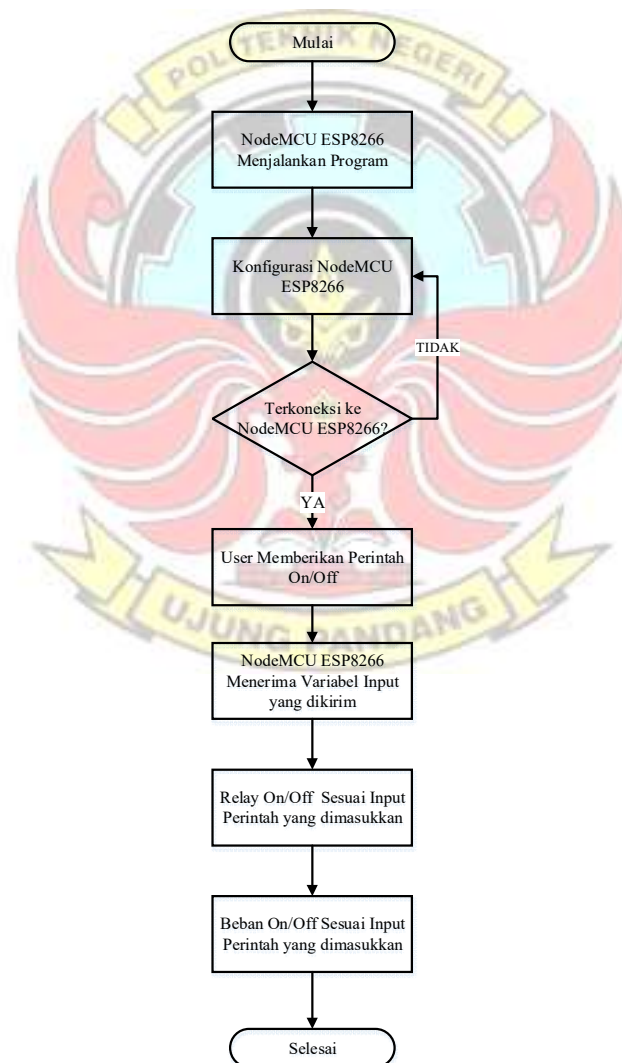 POLITEKNIK NEGERI
Mulai
NodeMCU ESP8266
Menjalankan Program
Konfigurasi NodeMCU
ESP8266
TIDAK
Terkoneksi ke
NodeMCU ESP8266?
YA
User Memberikan Perintah
On/Off
UJUNG PANDANG
NodeMCU ESP8266
Menerima Variabel Input
yang dikirim
Relay On/Off Sesuai Input
Perintah yang dimasukkan
Beban On/Off Sesuai Input
Perintah yang dimasukkan
Selesai